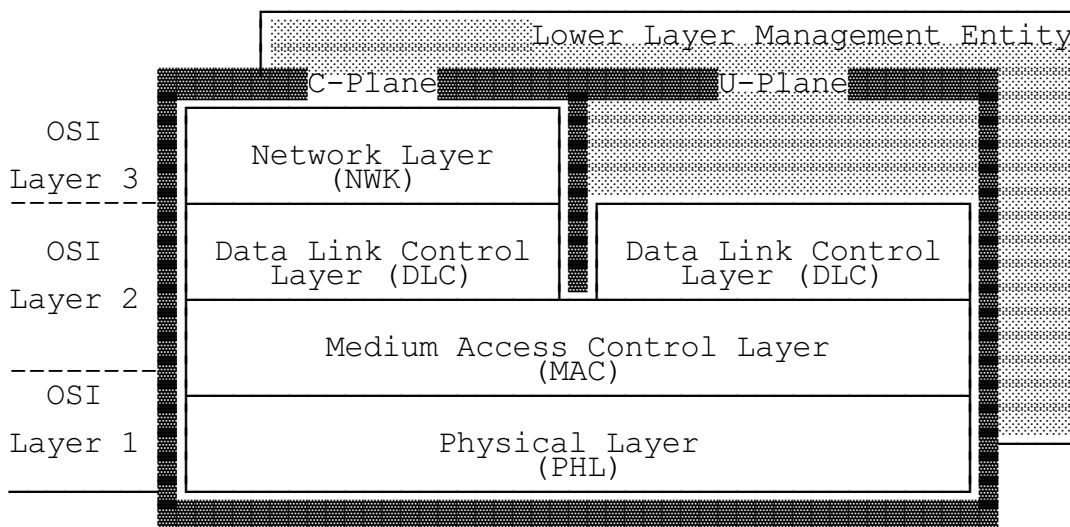 Lower Layer Management Entity
C-Plane
U-Plane
OSI
Layer 3
Network Layer
(NWK)
OSI
Layer 2
Data Link Control
Layer (DLC)
Data Link Control
Layer (DLC)
Medium Access Control Layer
(MAC)
OSI
Layer 1
Physical Layer
(PHL)